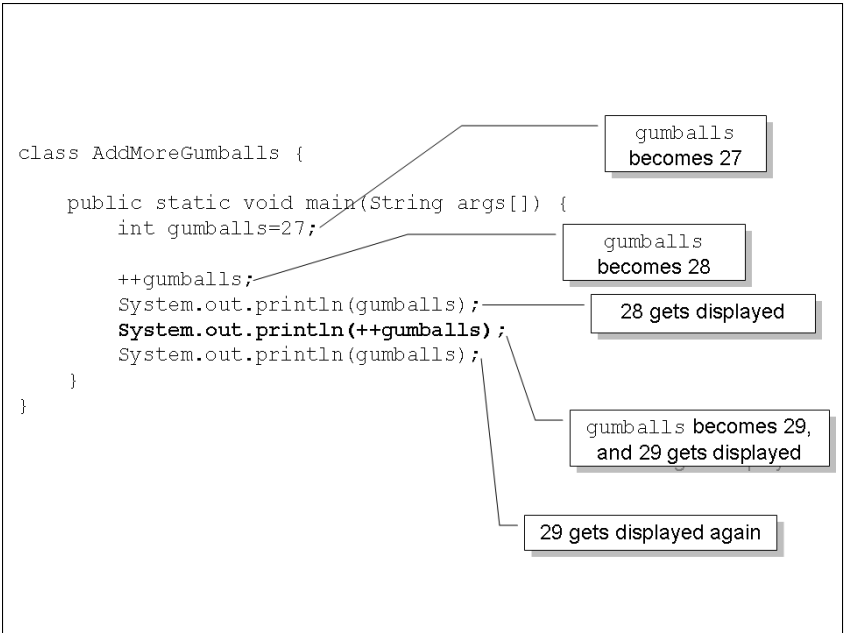 class AddMoreGumballs {
public static void main(String args[]) {
int gumballs=27;
++gumballs;
System.out.println(gumballs);
System.out.println(++gumballs);
System.out.println(gumballs);
}
}
gumballs
becomes 27
gumballs
becomes 28
28 gets displayed
gumballs becomes 29,
and 29 gets displayed
29 gets displayed again